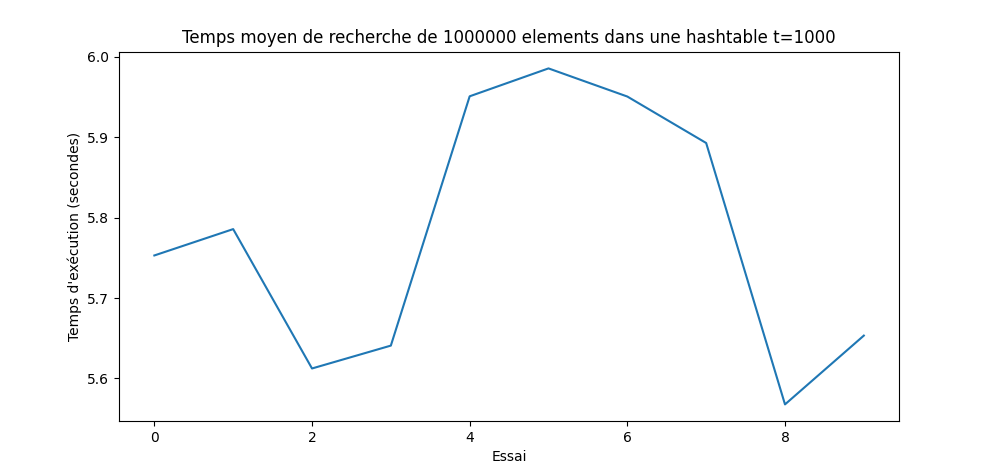 Temps moyen de recherche de 1000000 elements dans une hashtable t=1000
6.0
5.9
5.8
5.7
5.6
Temps d'exécution (secondes)
0 2 4 6 8
Essai